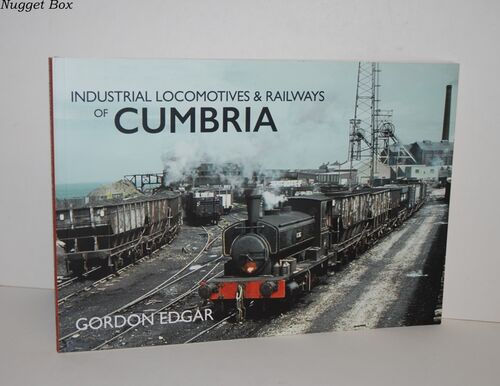 Nugget Box
INDUSTRIAL LOCOMOTIVES & RAILWAYS
OF CUMBRIA
GORDON EDGAR